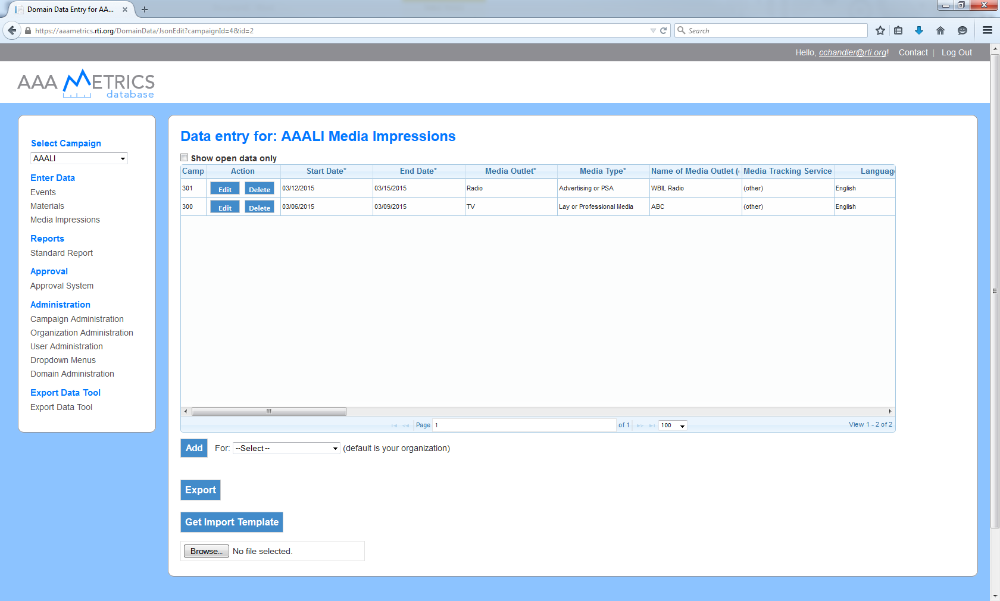 Domain Data Entry for AA...
https://aaametrics.rti.org/DomainData/JsonEdit?campaignId=4&id=2
Search
Hello, cchandler@rti.org! Contact | Log Out
AAA METRICS
database
Select Campaign
AAALI
Enter Data
Events
Materials
Media Impressions
Reports
Standard Report
Approval
Approval System
Administration
Campaign Administration
Organization Administration
User Administration
Dropdown Menus
Domain Administration
Export Data Tool
Export Data Tool
Data entry for: AAALI Media Impressions
Show open data only
Camp Action Start Date* End Date* Media Outlet* Media Type* Name of Media Outlet ( Media Tracking Service Language
301 Edit Delete 03/12/2015 03/15/2015 Radio Advertising or PSA WBIL Radio (other) English
300 Edit Delete 03/06/2015 03/09/2015 TV Lay or Professional Media ABC (other) English
Page 1 of 1 100 View 1 - 2 of 2
Add For: --Select-- (default is your organization)
Export
Get Import Template
Browse... No file selected.